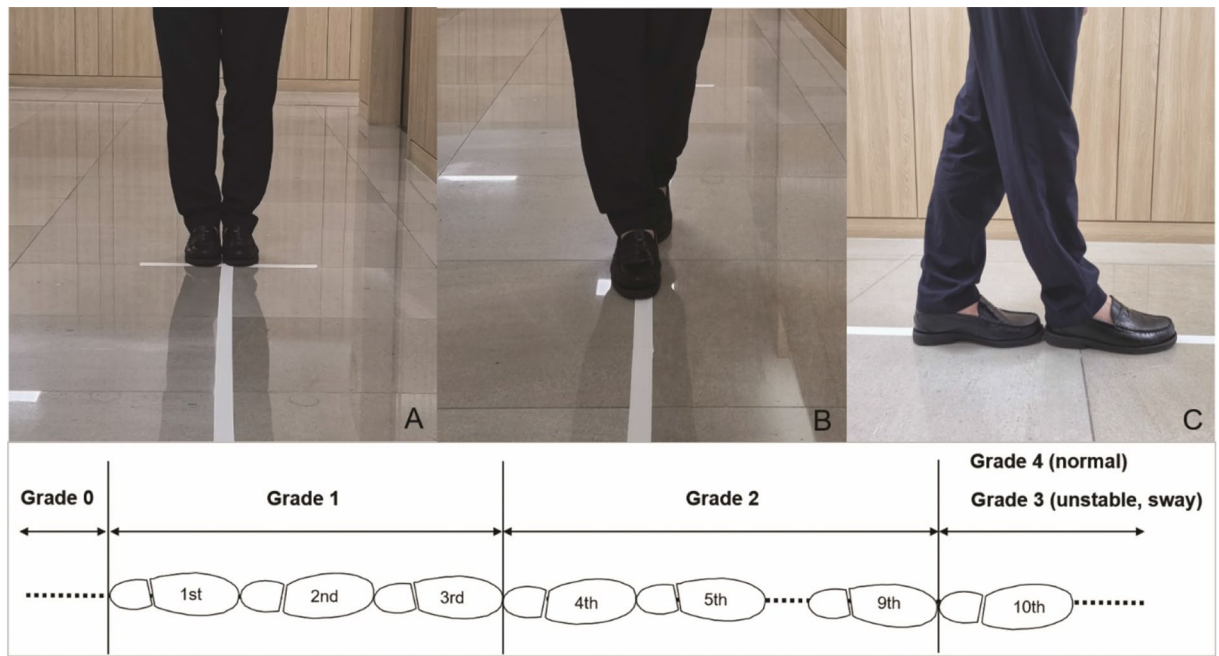 A
B
C
Grade 0
Grade 1
Grade 2
Grade 4 (normal)
Grade 3 (unstable, sway)
1st
2nd
3rd
4th
5th
9th
10th